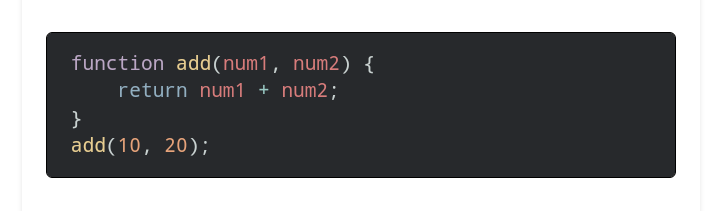 function add(num1, num2) {
    return num1 + num2;
}
add(10, 20);